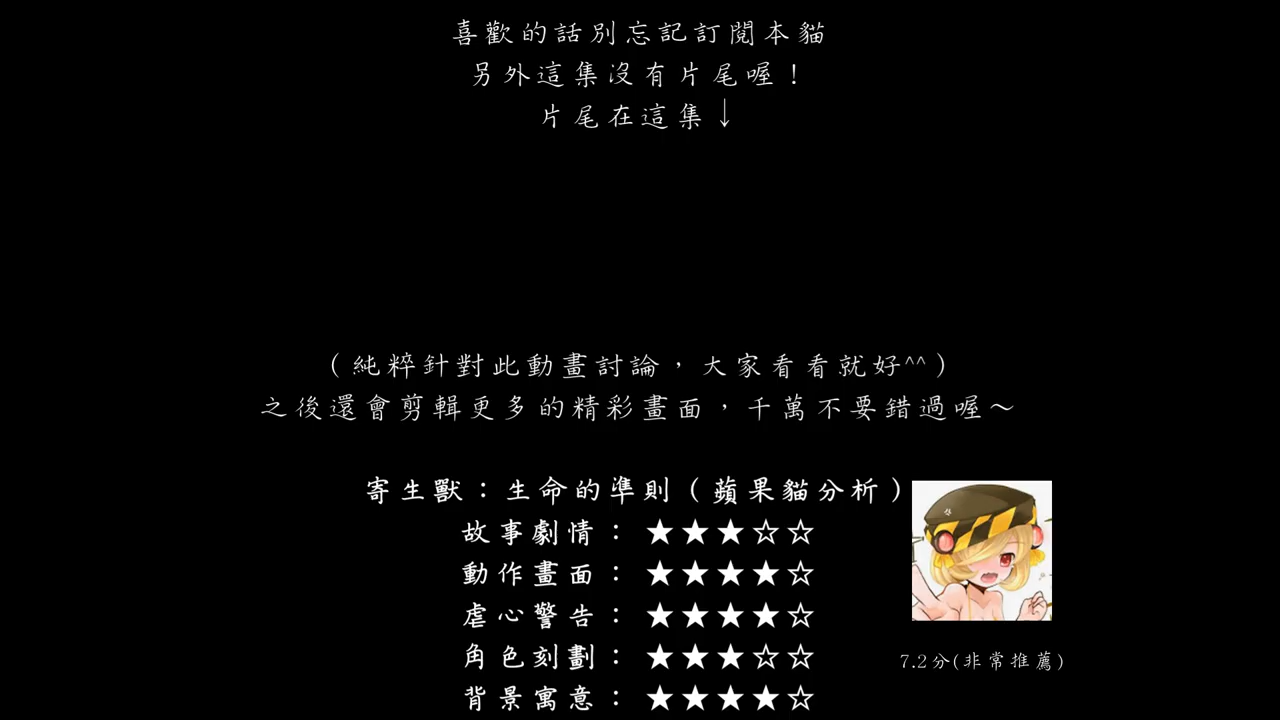 喜歡的話別忘記訂閱本貓
另外這集沒有片尾喔！
片尾在這集↓
（純粹針對此動畫討論，大家看看就好^^）
之後還會剪輯更多的精彩畫面，千萬不要錯過喔～
寄生獸：生命的準則（蘋果貓分析）
故事劇情：★★★☆☆
動作畫面：★★★★☆
虐心警告：★★★★☆
角色刻劃：★★★☆☆
背景寓意：★★★★☆
7.2分(非常推薦)